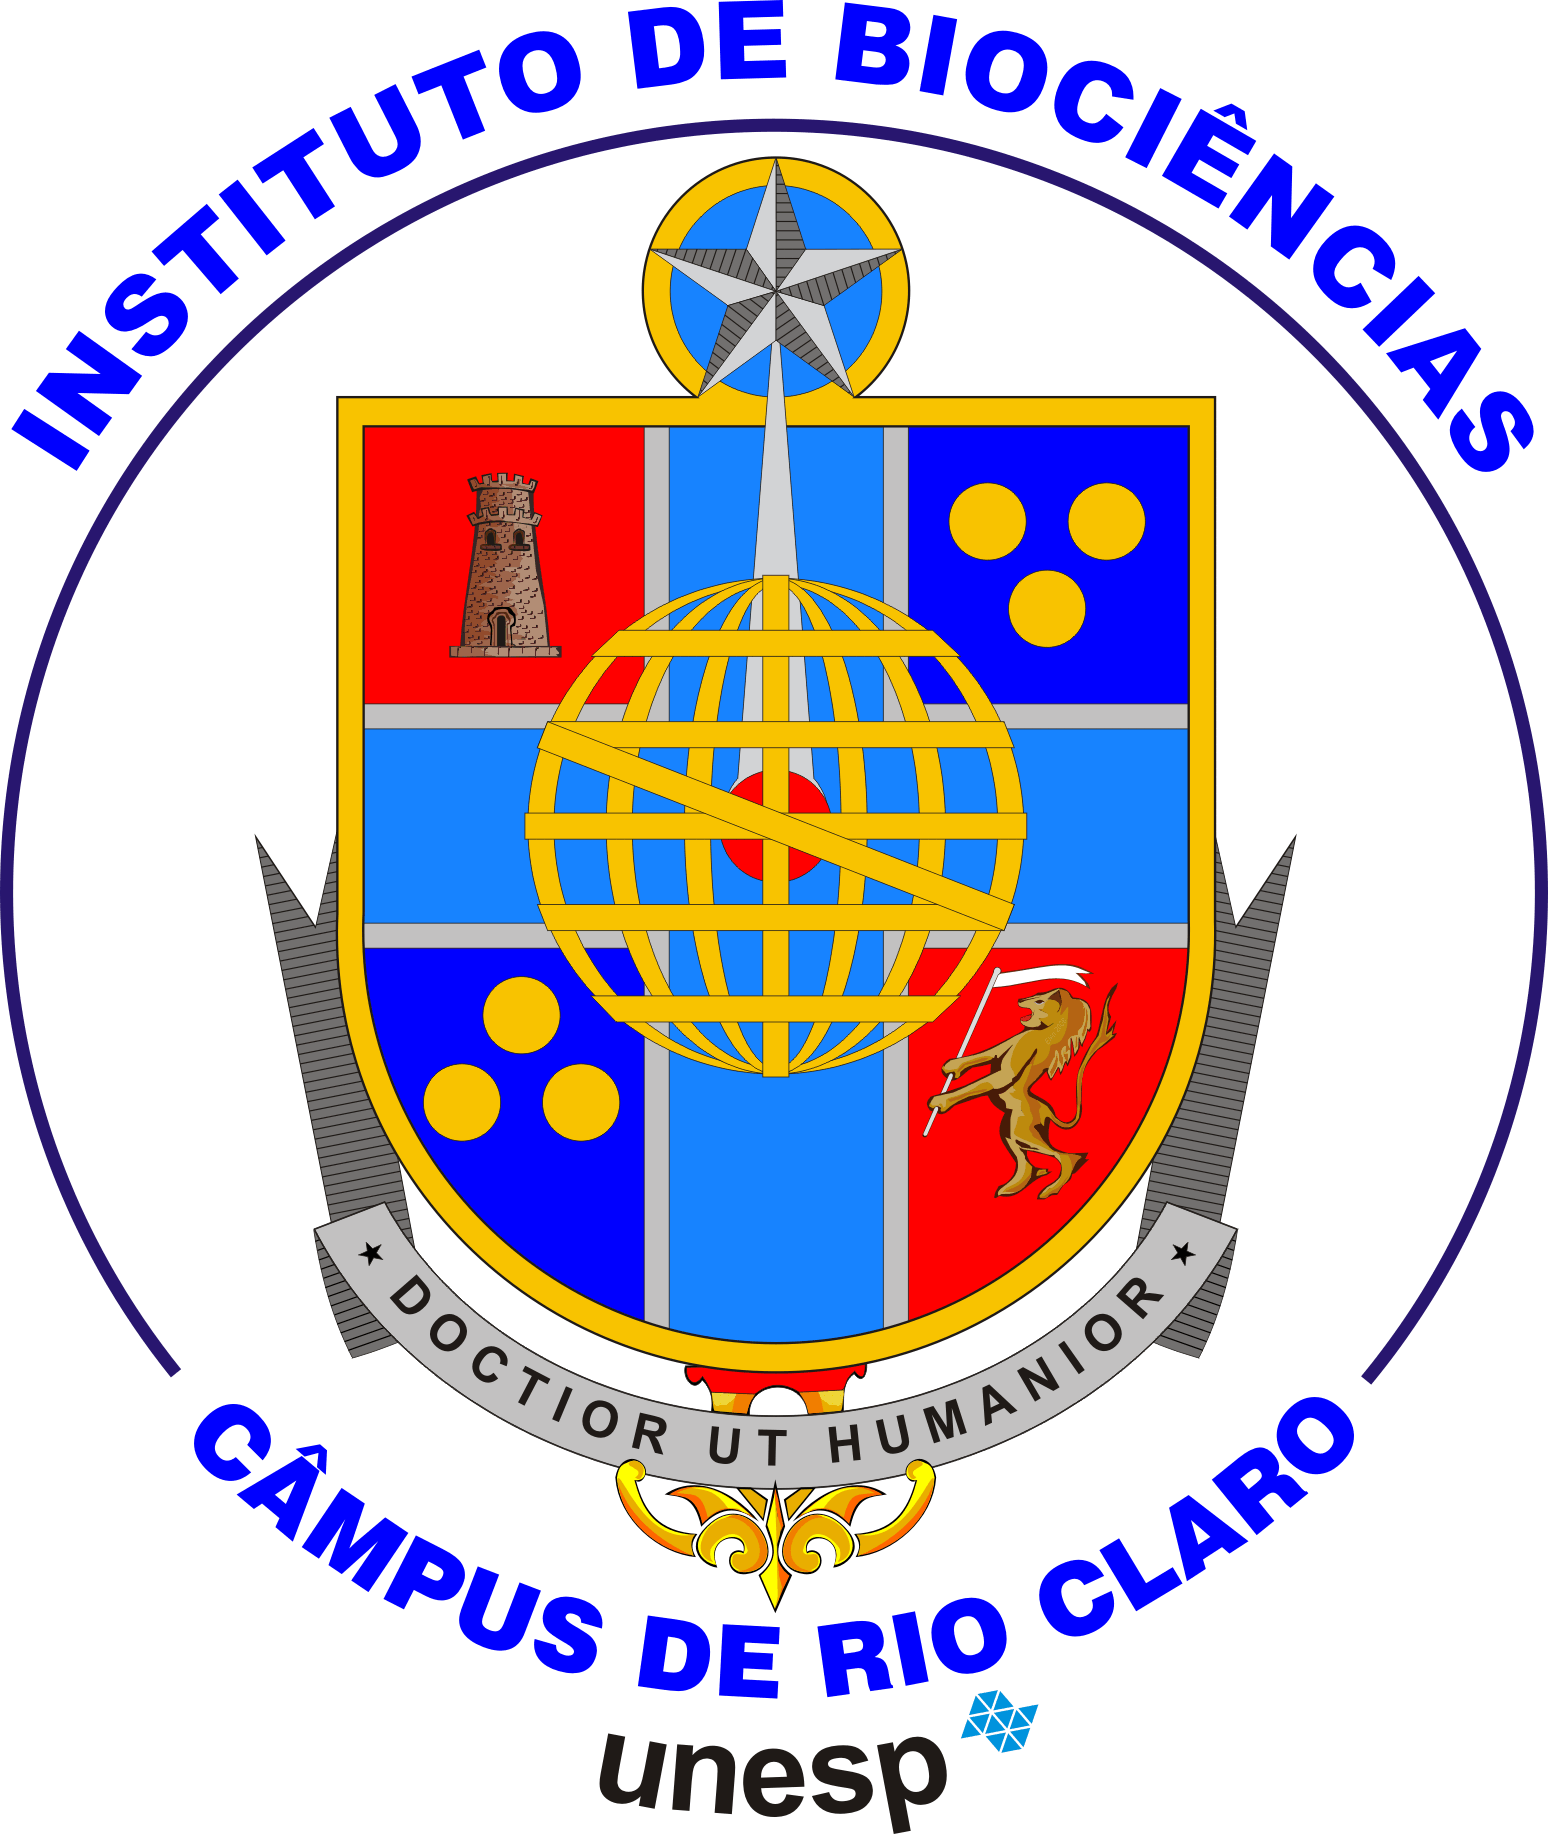 INSTITUTO DE BIOCIÊNCIAS
DOCTIOR UT HUMANIOR
CÂMPUS DE RIO CLARO
unesp